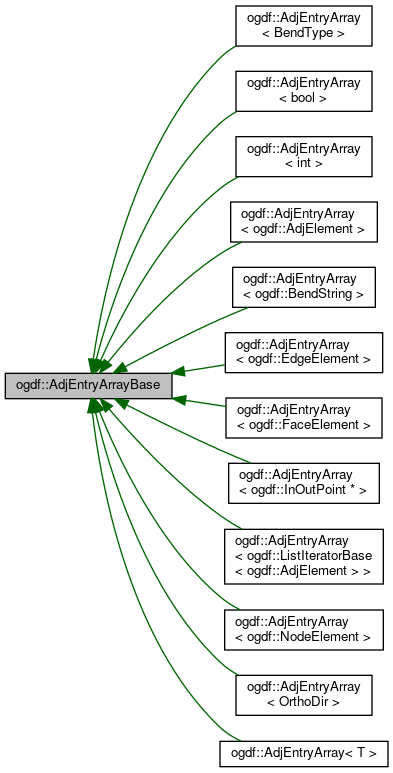 ogdf::AdjEntryArray
< BendType >
ogdf::AdjEntryArray
< bool >
ogdf::AdjEntryArray
< int >
ogdf::AdjEntryArray
< ogdf::AdjElement >
ogdf::AdjEntryArray
< ogdf::BendString >
ogdf::AdjEntryArray
< ogdf::EdgeElement >
ogdf::AdjEntryArrayBase
ogdf::AdjEntryArray
< ogdf::FaceElement >
ogdf::AdjEntryArray
< ogdf::InOutPoint * >
ogdf::AdjEntryArray
< ogdf::ListIteratorBase
< ogdf::AdjElement > >
ogdf::AdjEntryArray
< ogdf::NodeElement >
ogdf::AdjEntryArray
< OrthoDir >
ogdf::AdjEntryArray< T >